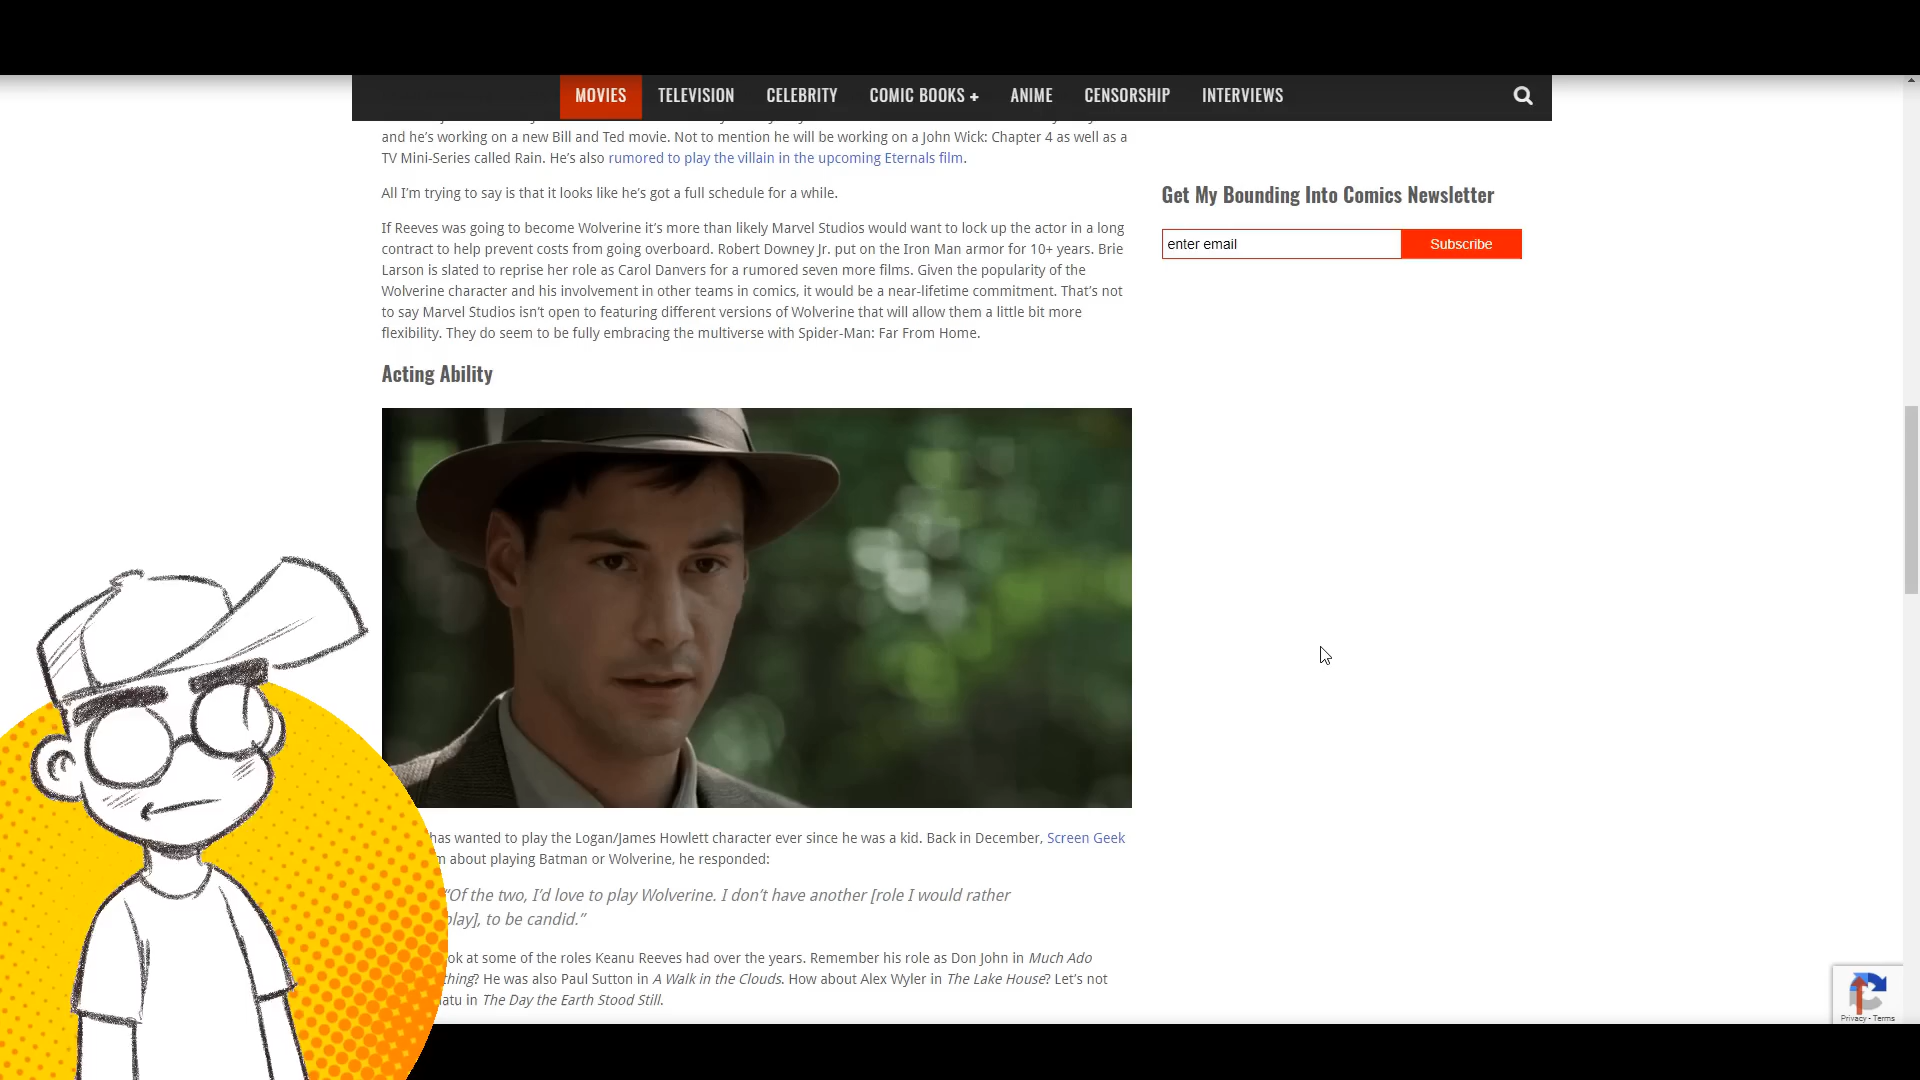 MOVIES TELEVISION CELEBRITY COMIC BOOKS + ANIME CENSORSHIP INTERVIEWS
and he's working on a new Bill and Ted movie. Not to mention he will be working on a John Wick: Chapter 4 as well as a
TV Mini-Series called Rain. He's also rumored to play the villain in the upcoming Eternals film.
All I'm trying to say is that it looks like he's got a full schedule for a while.
If Reeves was going to become Wolverine it's more than likely Marvel Studios would want to lock up the actor in a long
contract to help prevent costs from going overboard. Robert Downey Jr. put on the Iron Man armor for 10+ years. Brie
Larson is slated to reprise her role as Carol Danvers for a rumored seven more films. Given the popularity of the
Wolverine character and his involvement in other teams in comics, it would be a near-lifetime commitment. That's not
to say Marvel Studios isn't open to featuring different versions of Wolverine that will allow them a little bit more
flexibility. They do seem to be fully embracing the multiverse with Spider-Man: Far From Home.
Acting Ability
has wanted to play the Logan/James Howlett character ever since he was a kid. Back in December, Screen Geek
about playing Batman or Wolverine, he responded:
"Of the two, I'd love to play Wolverine. I don't have another [role I would rather
play], to be candid."
at some of the roles Keanu Reeves had over the years. Remember his role as Don John in Much Ado
? He was also Paul Sutton in A Walk in the Clouds. How about Alex Wyler in The Lake House? Let's not
in The Day the Earth Stood Still.
Get My Bounding Into Comics Newsletter
enter email Subscribe
Privacy - Terms